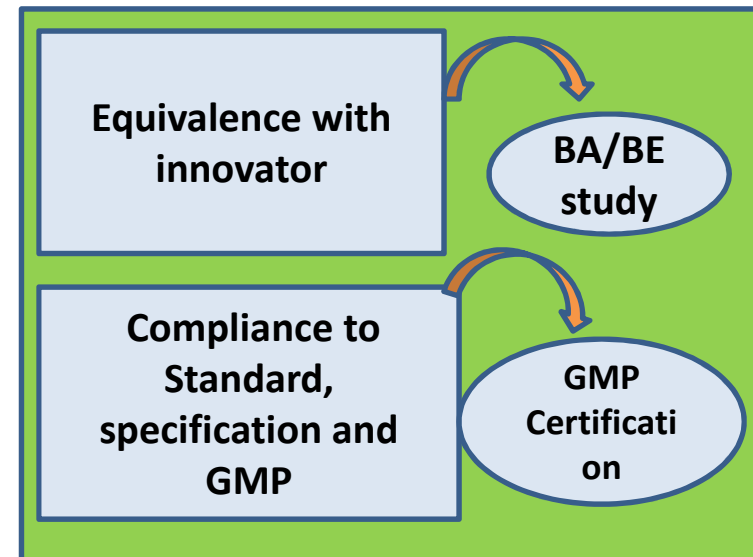 Equivalence with
innovator
BA/BE
study
Compliance to
Standard,
specification and
GMP
GMP
Certificati
on